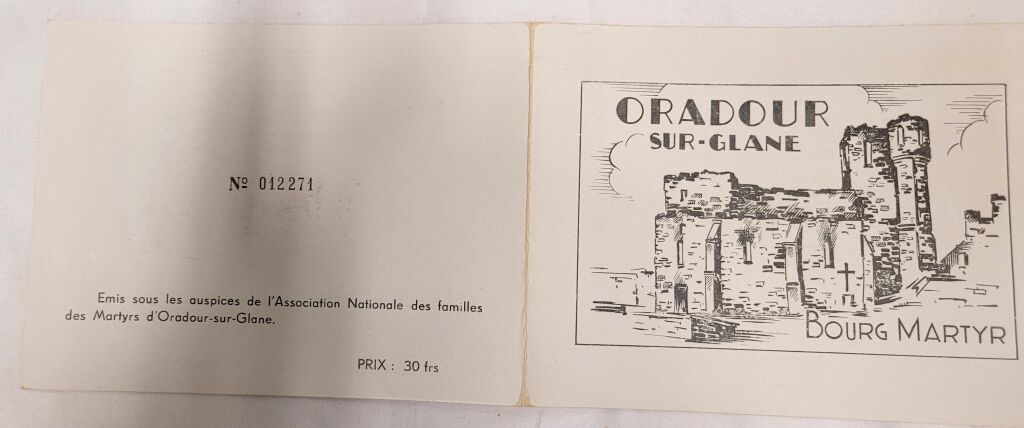 Nº 012271
Emis sous les auspices de l'Association Nationale des familles
des Martyrs d'Oradour-sur-Glane.
PRIX : 30 frs
ORADOUR
SUR-GLANE
BOURG MARTYR